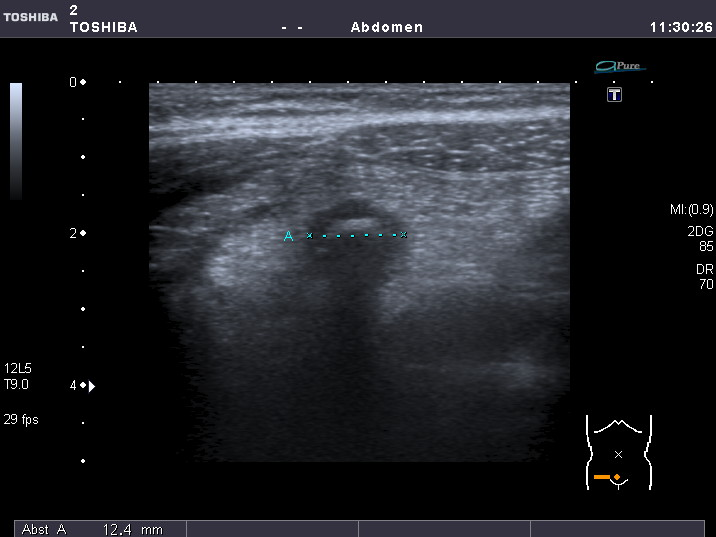 TOSHIBA
2
TOSHIBA - - Abdomen 11:30:26
aPure
T
0
MI:(0.9)
A
2
2DG
85
DR
70
12L5
T9.0
4
29 fps
Abst A 12.4 mm